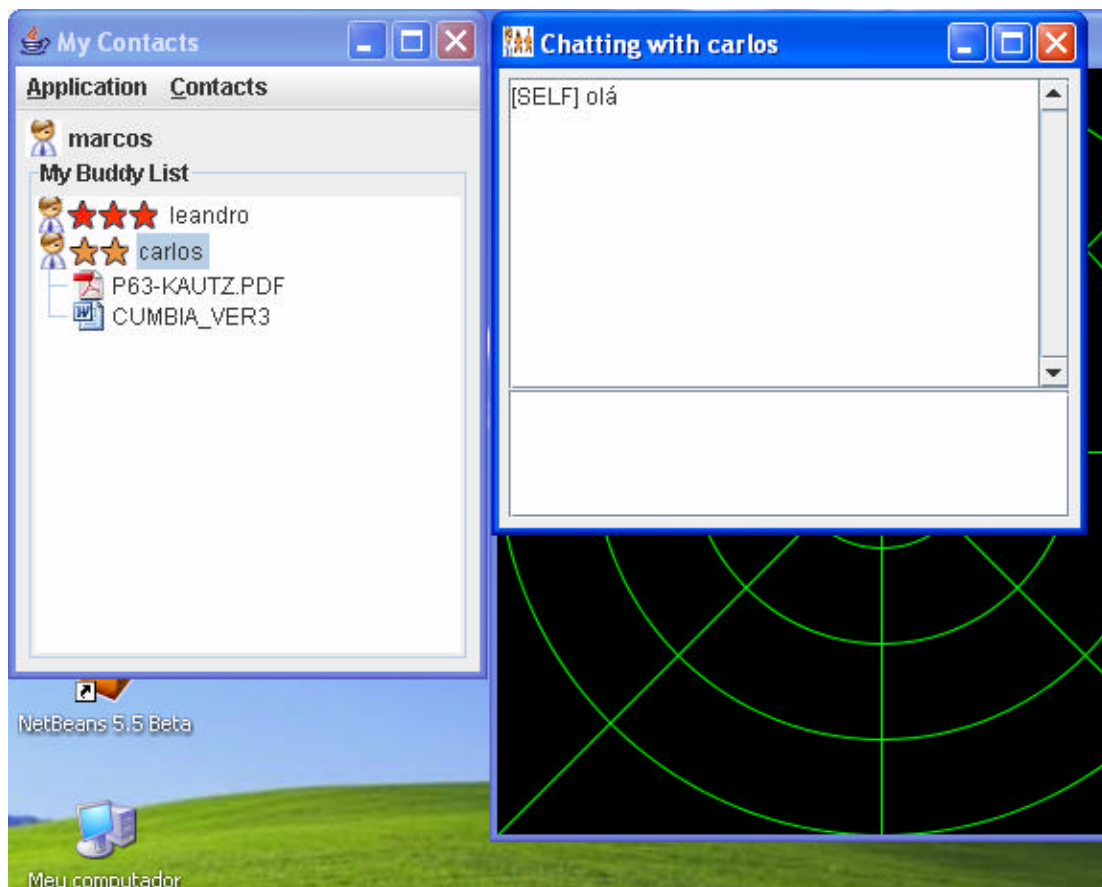 My Contacts
Application Contacts
marcos
My Buddy List
leandro
carlos
P63-KAUTZ.PDF
CUMBIA_VER3
Chatting with carlos
[SELF] olá
NetBeans 5.5 Beta
Meu computador